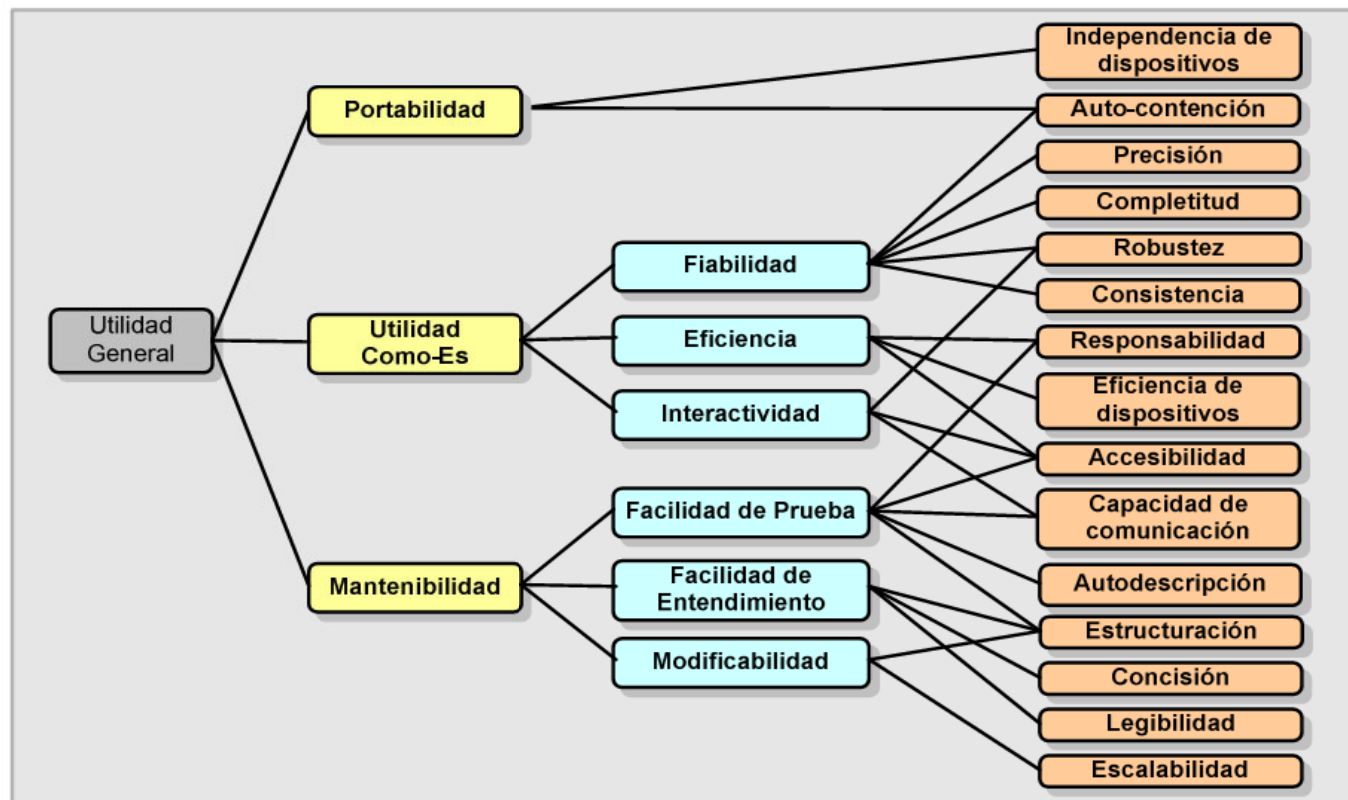 Independencia de
dispositivos
Portabilidad
Auto-contención
Precisión
Completitud
Fiabilidad
Robustez
Consistencia
Utilidad
General
Utilidad
Como-Es
Eficiencia
Responsabilidad
Eficiencia de
dispositivos
Interactividad
Accesibilidad
Facilidad de Prueba
Capacidad de
comunicación
Mantenibilidad
Facilidad de
Entendimiento
Autodescripción
Estructuración
Modificabilidad
Concisión
Legibilidad
Escalabilidad